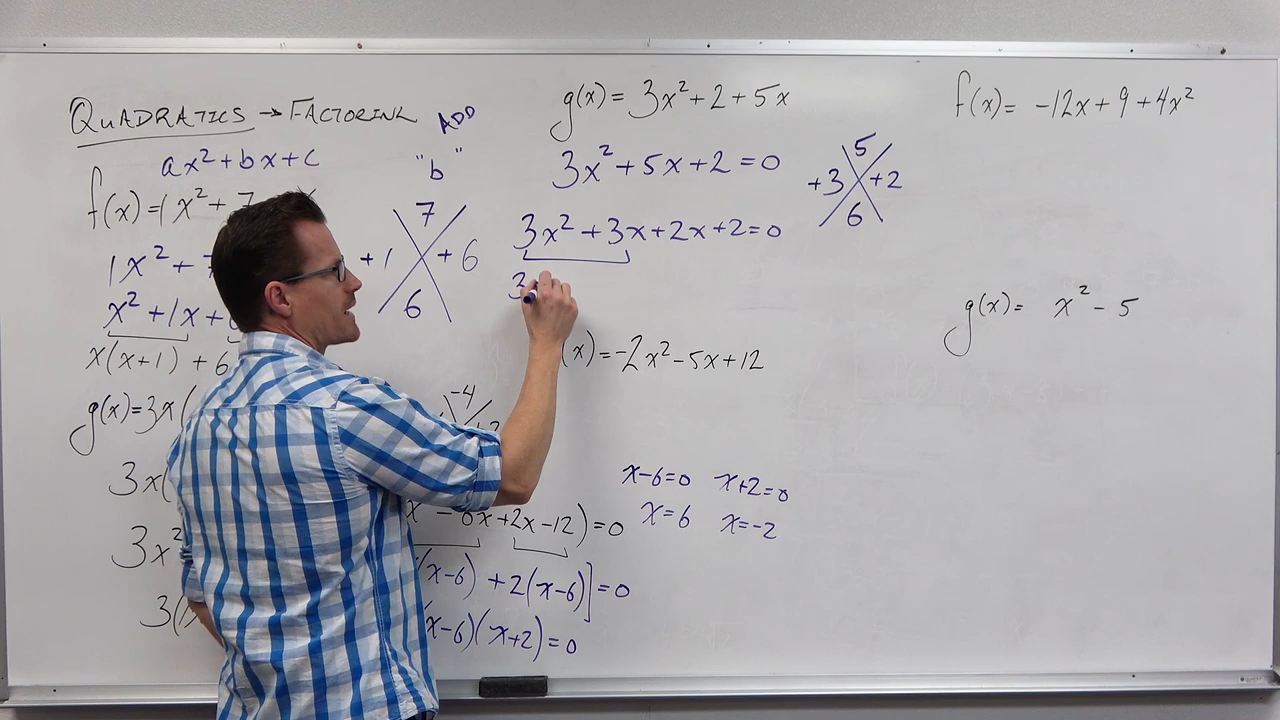 QUADRATICS → FACTORING
ax² + bx + c
f(x) = 1x² + 7
1x² + 7
x² + 1x +
x(x+1) + 6
g(x) = 3x(
3x(
3x²
3(
ADD
"b"
7
+1 +6
6
-4
x+2x-12) = 0
(x-6) + 2(x-6)] = 0
(x-6)(x+2) = 0
x-6=0 x+2=0
x=6 x=-2
g(x) = 3x² + 2 + 5x
3x² + 5x + 2 = 0
5
+3 +2
6
3x² + 3x + 2x + 2 = 0
3
(x) = -2x² - 5x + 12
f(x) = -12x + 9 + 4x²
g(x) = x² - 5